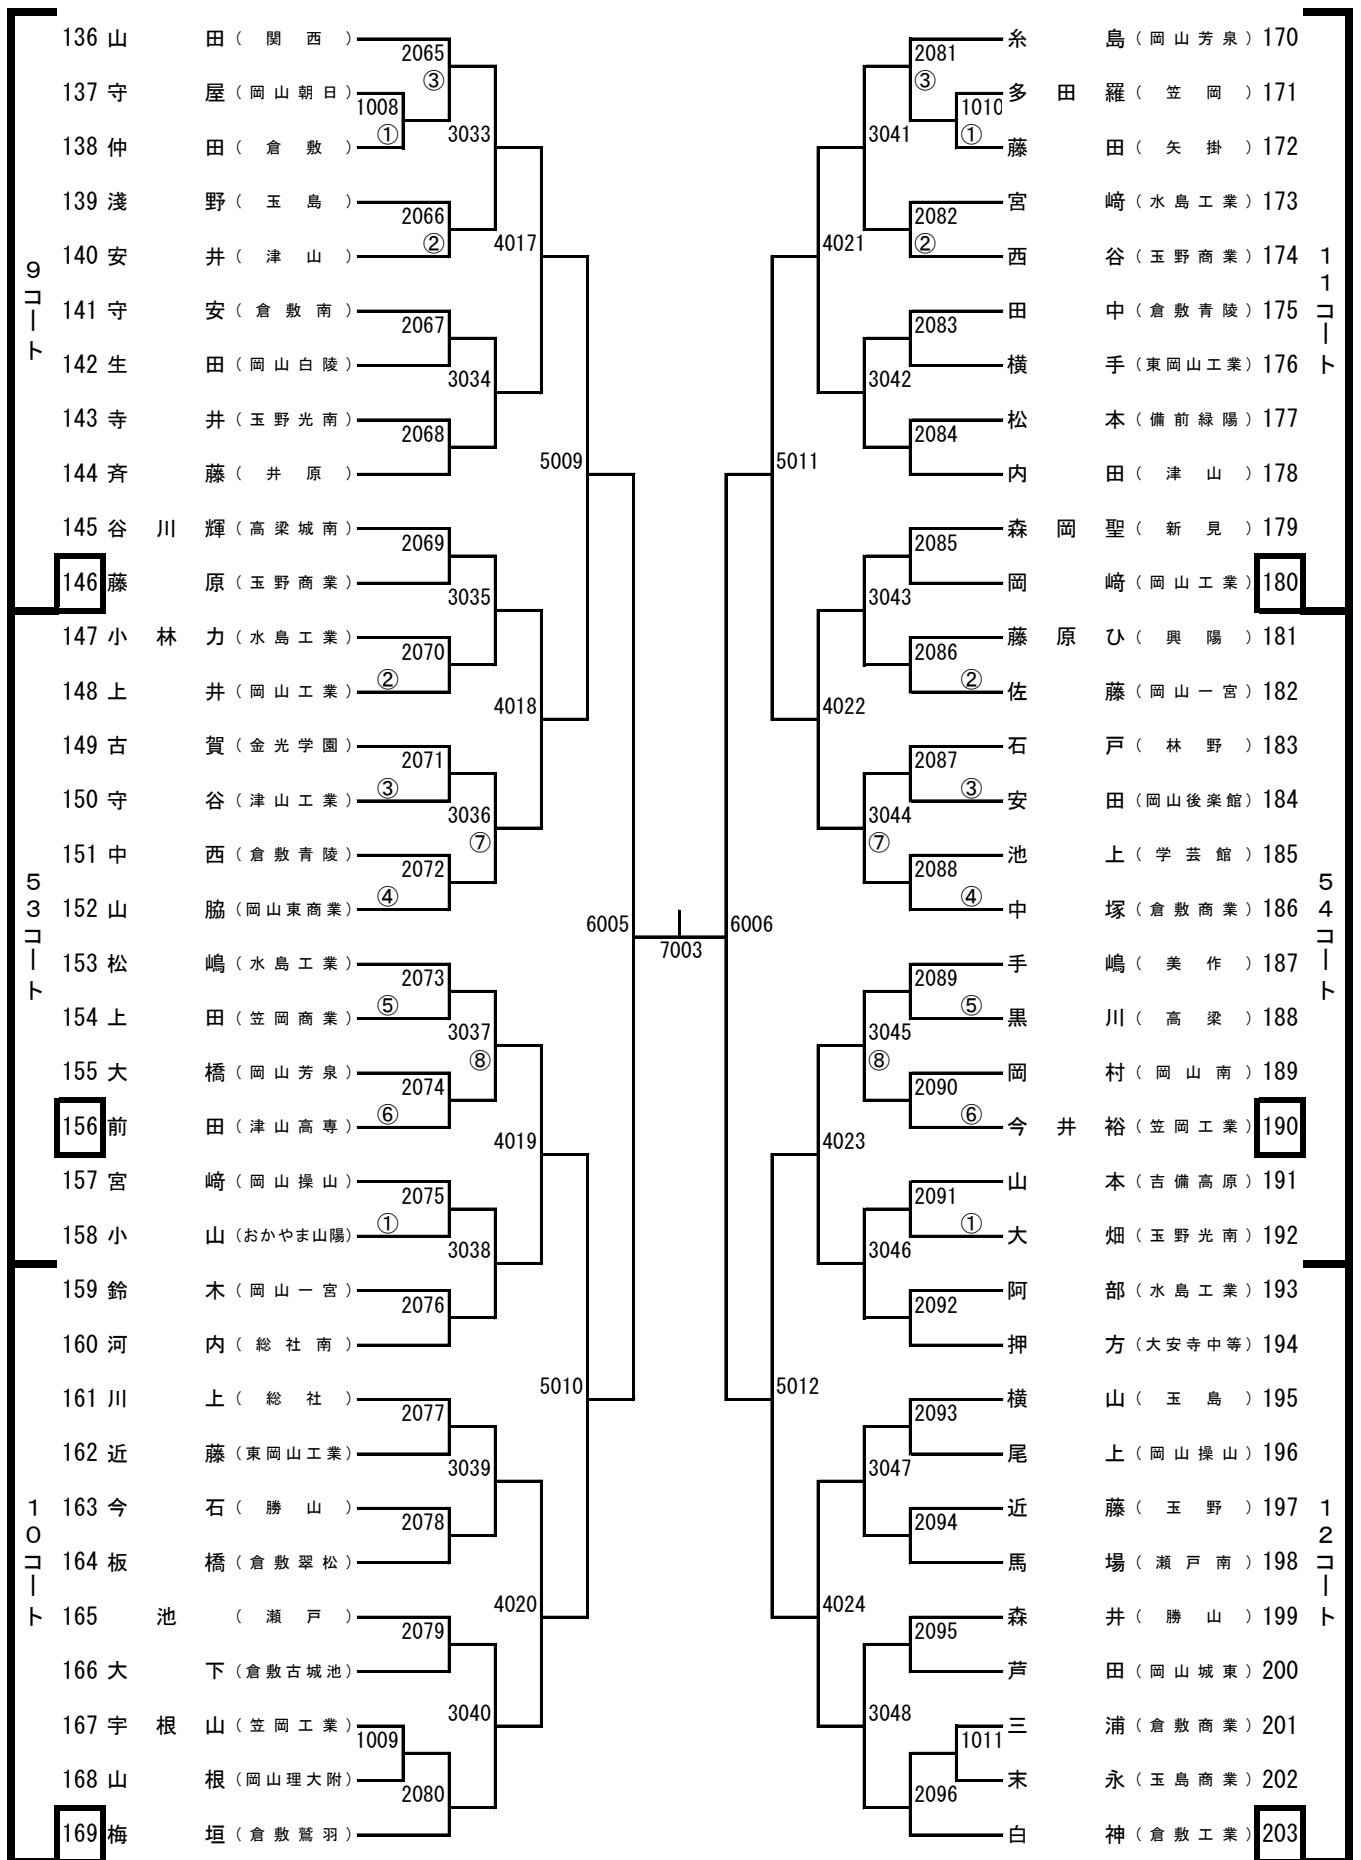 136 山田（関西） 2065 ③
137 守屋（岡山朝日） 1008 ①
138 仲田（倉敷） 3033
139 淺野（玉島） 2066 ②
140 安井（津山） 4017
141 守安（倉敷南） 2067
142 生田（岡山白陵） 3034
143 寺井（玉野光南） 2068
144 斉藤（井原） 5009
145 谷川輝（高梁城南） 2069
146 藤原（玉野商業） 3035
9コート
147 小林力（水島工業） 2070 ②
148 上井（岡山工業） 4018
149 古賀（金光学園） 2071 ③
150 守谷（津山工業） 3036 ⑦
151 中西（倉敷青陵） 2072 ④
152 山脇（岡山東商業） 6005
153 松嶋（水島工業） 2073 ⑤
154 上田（笠岡商業） 3037 ⑧
155 大橋（岡山芳泉） 2074 ⑥
156 前田（津山高専） 4019
157 宮﨑（岡山操山） 2075 ①
158 小山（おかやま山陽） 3038
53コート
159 鈴木（岡山一宮） 2076
160 河内（総社南） 5010
161 川上（総社） 2077
162 近藤（東岡山工業） 3039
163 今石（勝山） 2078
164 板橋（倉敷翠松） 4020
165 池（瀬戸） 2079
166 大下（倉敷古城池） 3040
167 宇根山（笠岡工業） 1009
168 山根（岡山理大附） 2080
169 梅垣（倉敷鷲羽）
10コート
7003
2081 ③ 糸島（岡山芳泉） 170
1010 ① 多田羅（笠岡） 171
3041 藤田（矢掛） 172
2082 ② 宮﨑（水島工業） 173
4021 西谷（玉野商業） 174
2083 田中（倉敷青陵） 175
3042 横手（東岡山工業） 176
2084 松本（備前緑陽） 177
5011 内田（津山） 178
2085 森岡聖（新見） 179
3043 岡﨑（岡山工業） 180
11コート
2086 ② 藤原ひ（興陽） 181
4022 佐藤（岡山一宮） 182
2087 ③ 石戸（林野） 183
3044 ⑦ 安田（岡山後楽館） 184
2088 ④ 池上（学芸館） 185
6006 中塚（倉敷商業） 186
2089 ⑤ 手嶋（美作） 187
3045 ⑧ 黒川（高梁） 188
2090 ⑥ 岡村（岡山南） 189
4023 今井裕（笠岡工業） 190
2091 ① 山本（吉備高原） 191
3046 大畑（玉野光南） 192
54コート
2092 阿部（水島工業） 193
5012 押方（大安寺中等） 194
2093 横山（玉島） 195
3047 尾上（岡山操山） 196
2094 近藤（玉野） 197
4024 馬場（瀬戸南） 198
2095 森井（勝山） 199
3048 芦田（岡山城東） 200
1011 三浦（倉敷商業） 201
2096 末永（玉島商業） 202
白神（倉敷工業） 203
12コート